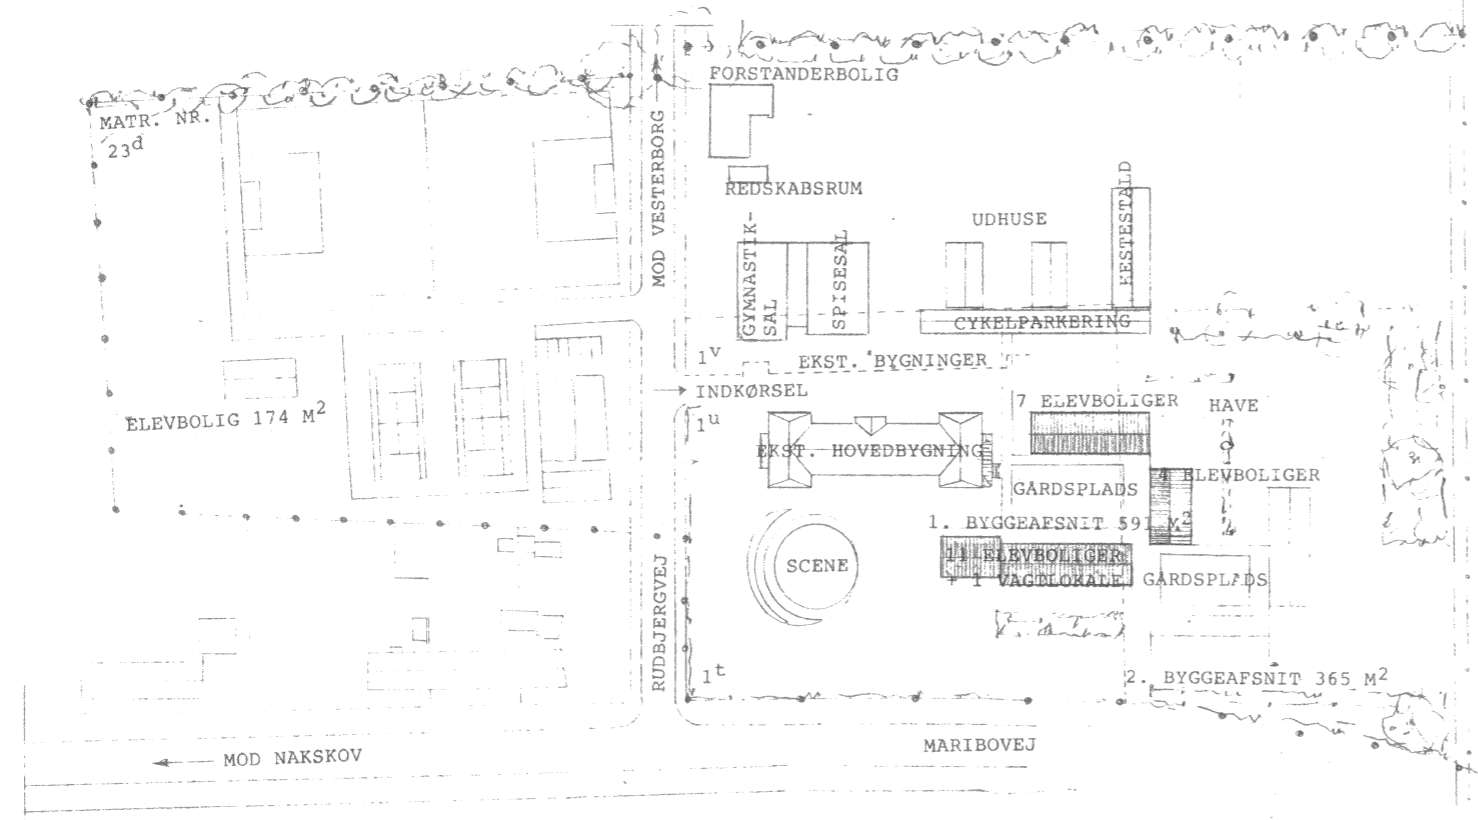 FORSTANDERBOLIG
MATR. NR.
23d
MOD VESTERBORG
REDSKABSRUM
GYMNASTIK-
SAL
SPISESAL
UDHUSE
HESTESTALD
CYKELPARKERING
1v
EKST. BYGNINGER
INDKØRSEL
1u
7 ELEVBOLIGER
HAVE
ELEVBOLIG 174 M2
EKST. HOVEDBYGNING
4 ELEVBOLIGER
GÅRDSPLADS
1. BYGGEAFSNIT 591 M2
11 ELEVBOLIGER
+ 1 VAGTLOKALE
GÅRDSPLADS
SCENE
RUDBJERGVEJ
1t
2. BYGGEAFSNIT 365 M2
MOD NAKSKOV
MARIBOVEJ